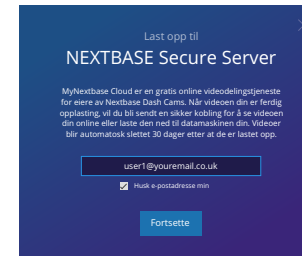 Last opp til
NEXTBASE Secure Server
MyNextbase Cloud er en gratis online videodelingstjeneste
for eiere av Nextbase Dash Cams. Når videoen din er ferdig
opplasting, vil du bli sendt en sikker kobling for å se videoen
din online eller laste den ned til datamaskinen din. Videoer
blir automatosk slettet 30 dager etter at de er lastet opp.
user1@youremail.co.uk
Husk e-postadresse min
Fortsette